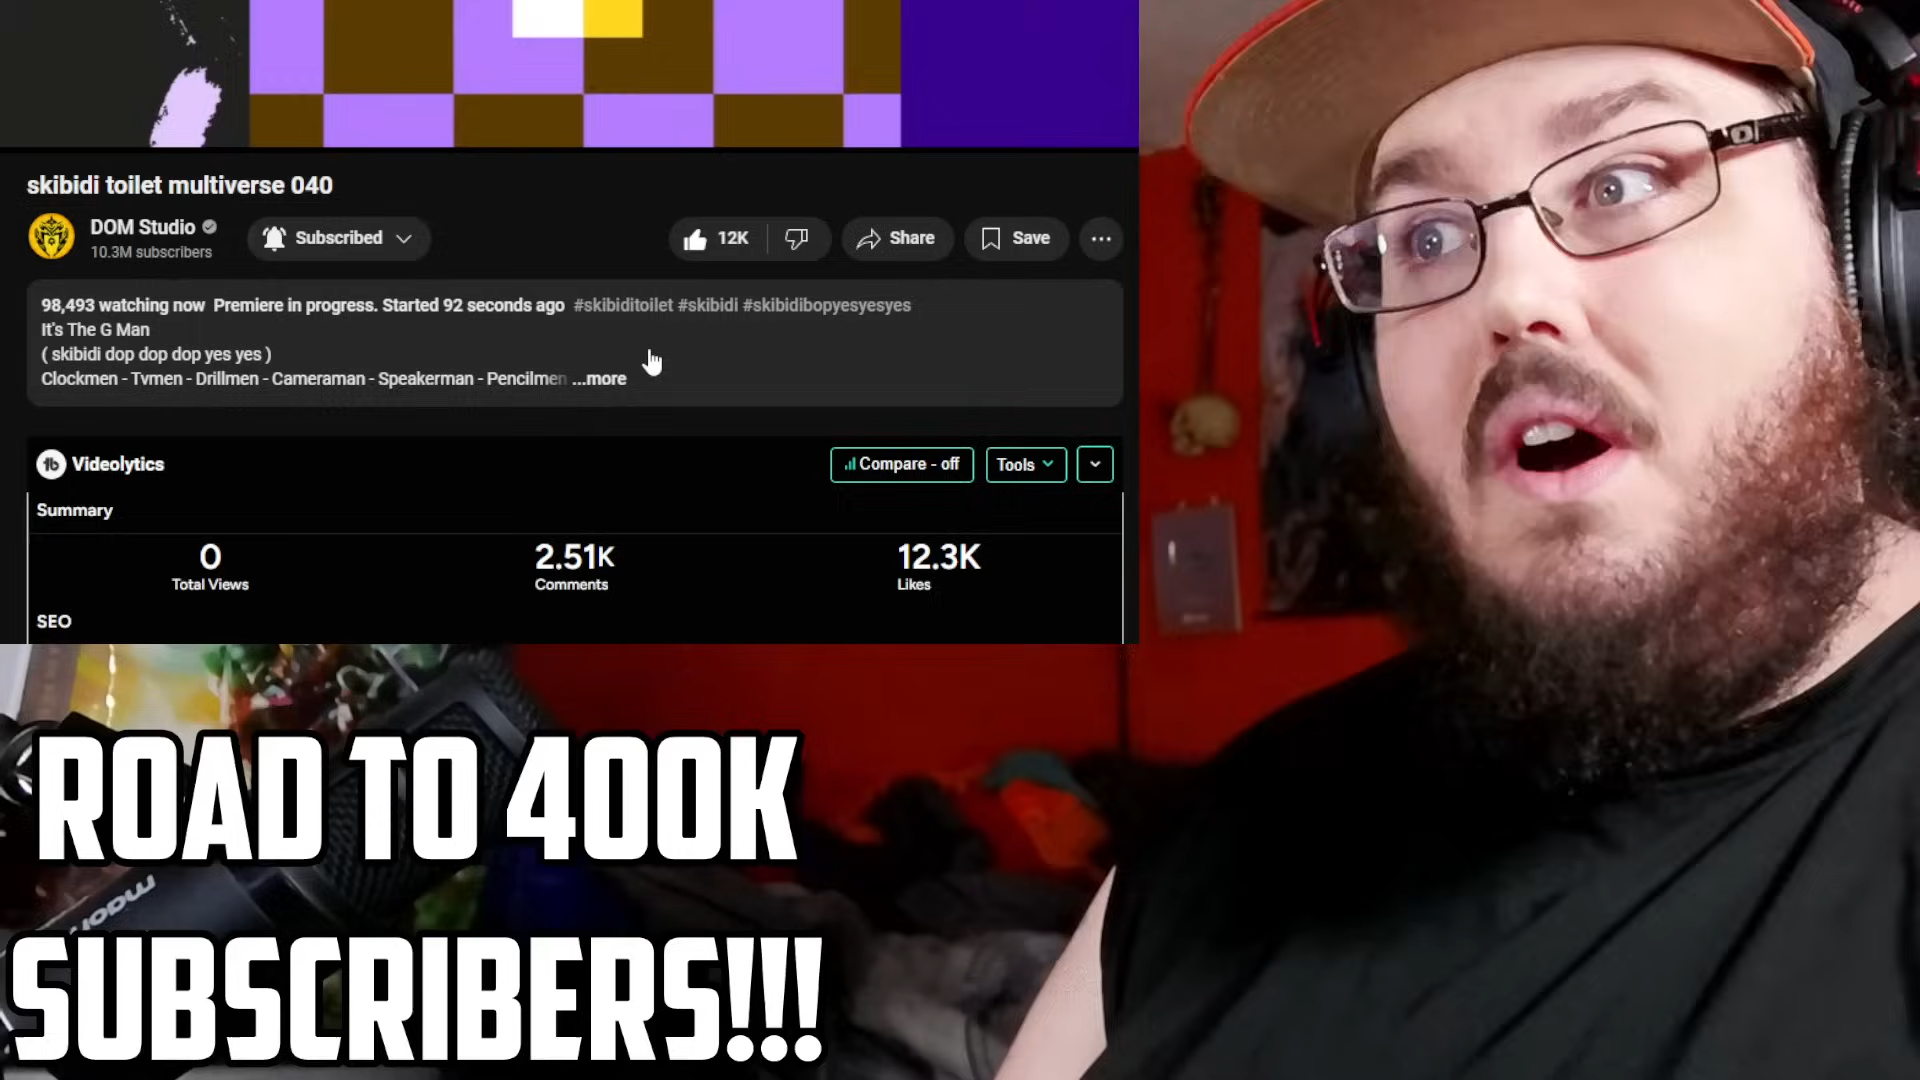 skibidi toilet multiverse 040
DOM Studio
10.3M subscribers
Subscribed
12K
Share
Save
98,493 watching now Premiere in progress. Started 92 seconds ago #skibiditoilet #skibidi #skibidibopyesyesyes
It's The G Man
( skibidi dop dop dop yes yes )
Clockmen - Tvmen - Drillmen - Cameraman - Speakerman - Pencilmen ...more
Videolytics
Compare - off
Tools
Summary
0
2.51K
12.3K
Total Views
Comments
Likes
SEO
ROAD TO 400K
SUBSCRIBERS!!!